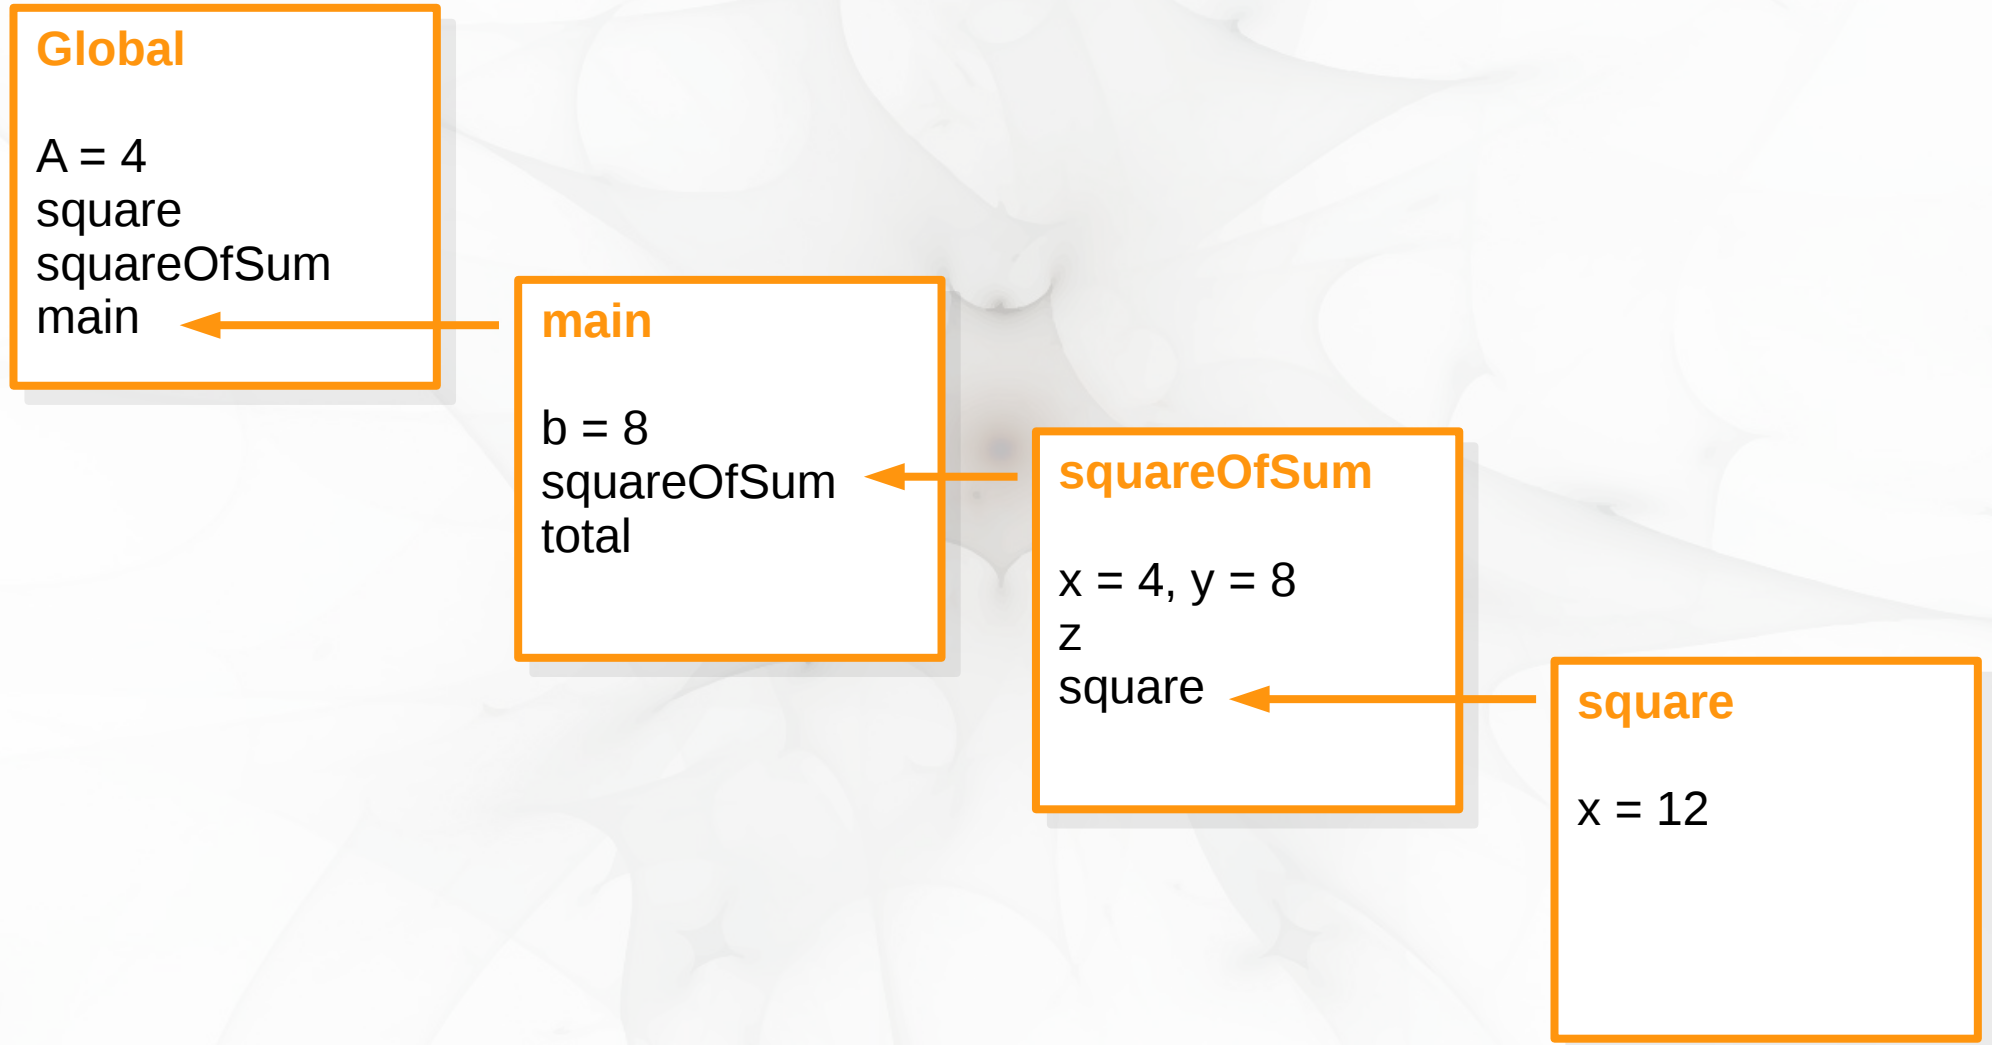 Global
A = 4
square
squareOfSum
main
main
b = 8
squareOfSum
total
squareOfSum
x = 4, y = 8
z
square
square
x = 12